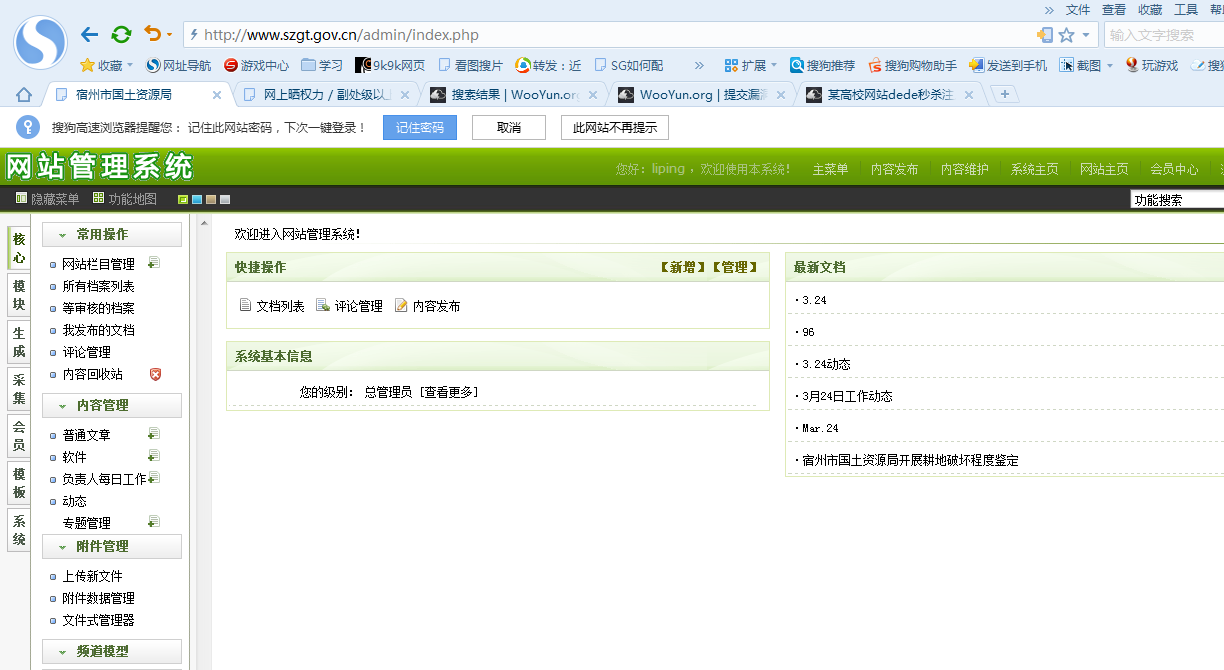 » 文件 查看 收藏 工具
http://www.szgt.gov.cn/admin/index.php 输入文字搜索
收藏 网址导航 游戏中心 学习 9k9k网页 看图搜片 转发：近 SG如何配 » 扩展 搜狗推荐 搜狗购物助手 发送到手机 截图 玩游戏
宿州市国土资源局 网上晒权力 / 副处级以 搜索结果 | WooYun.or WooYun.org | 提交漏 某高校网站dede秒杀注
搜狗高速浏览器提醒您： 记住此网站密码，下次一键登录！ 记住密码 取消 此网站不再提示
网站管理系统 您好：liping ，欢迎使用本系统！ 主菜单 内容发布 内容维护 系统主页 网站主页 会员中心
隐藏菜单 功能地图 功能搜索
核心
模块
生成
采集
会员
模板
系统
常用操作
网站栏目管理
所有档案列表
等审核的档案
我发布的文档
评论管理
内容回收站
内容管理
普通文章
软件
负责人每日工作
动态
专题管理
附件管理
上传新文件
附件数据管理
文件式管理器
频道模型
欢迎进入网站管理系统！
快捷操作 【新增】【管理】
文档列表 评论管理 内容发布
系统基本信息
您的级别： 总管理员 [查看更多]
最新文档
·3.24
·96
·3.24动态
·3月24日工作动态
·Mar.24
·宿州市国土资源局开展耕地破坏程度鉴定